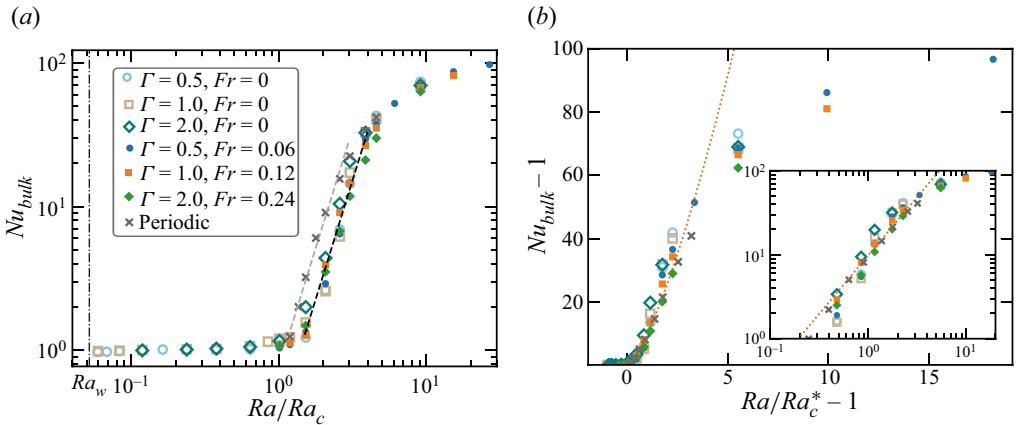 (a)
10²
10¹
10⁰
Nu_bulk
Γ = 0.5, Fr = 0
Γ = 1.0, Fr = 0
Γ = 2.0, Fr = 0
Γ = 0.5, Fr = 0.06
Γ = 1.0, Fr = 0.12
Γ = 2.0, Fr = 0.24
Periodic
Ra_w 10⁻¹ 10⁰ 10¹
Ra/Ra_c
(b)
100
80
60
40
20
Nu_bulk – 1
0 5 10 15
Ra/Ra_c^* – 1
10²
10¹
10⁰
10⁻¹ 10⁰ 10¹